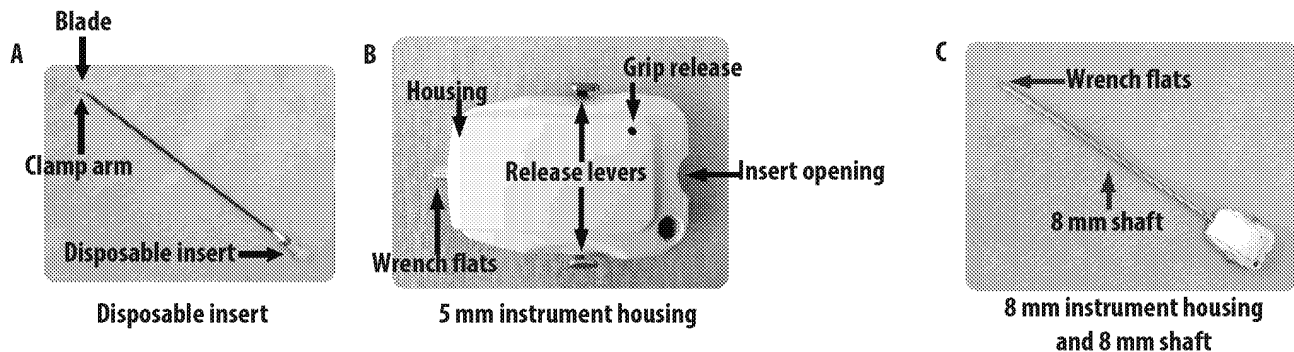 A
Blade
Clamp arm
Disposable insert
Disposable insert
B
Housing
Grip release
Release levers
Insert opening
Wrench flats
5 mm instrument housing
C
Wrench flats
8 mm shaft
8 mm instrument housing
and 8 mm shaft